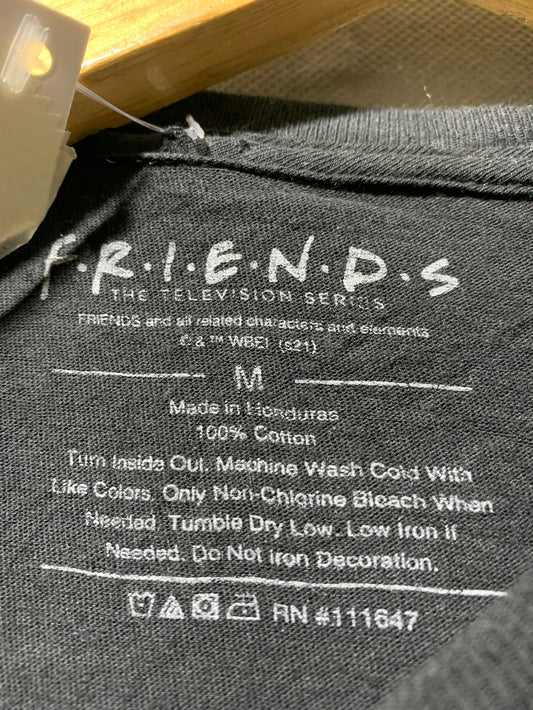 F.R.I.E.N.D.S
THE TELEVISION SERIES
FRIENDS and all related characters and elements
© & ™ WBEI. (s21)
M
Made in Honduras
100% Cotton
Turn Inside Out. Machine Wash Cold With
Like Colors. Only Non-Chlorine Bleach When
Needed. Tumble Dry Low. Low Iron If
Needed. Do Not Iron Decoration.
RN #111647